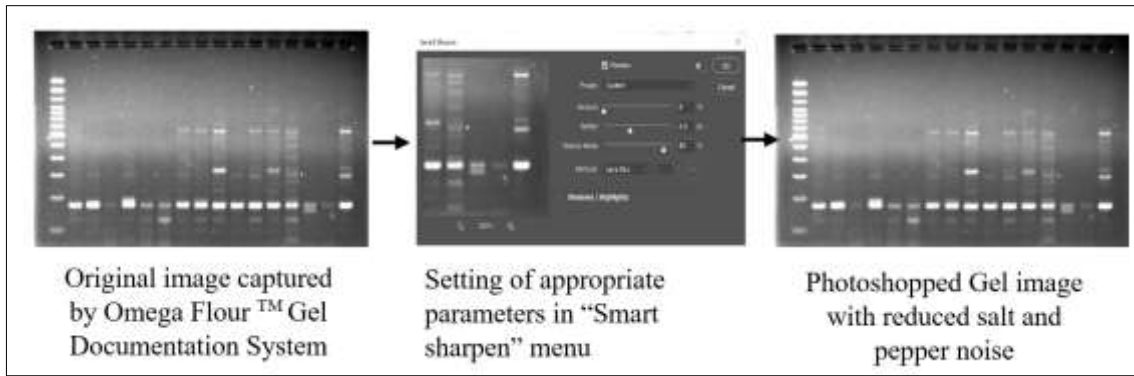 Original image captured
by Omega Flour ™ Gel
Documentation System
Setting of appropriate
parameters in “Smart
sharpen” menu
Photoshopped Gel image
with reduced salt and
pepper noise